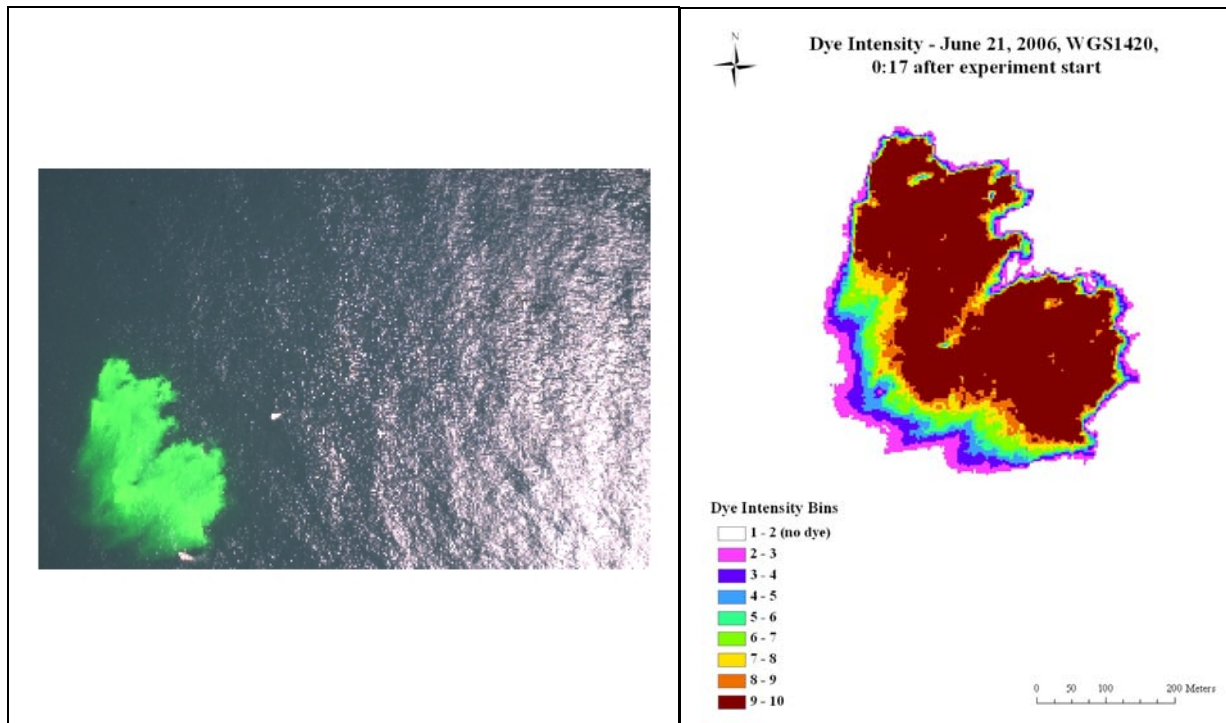 N
Dye Intensity - June 21, 2006, WGS1420,
0:17 after experiment start
Dye Intensity Bins
1 - 2 (no dye)
2 - 3
3 - 4
4 - 5
5 - 6
6 - 7
7 - 8
8 - 9
9 - 10
0 50 100 200 Meters